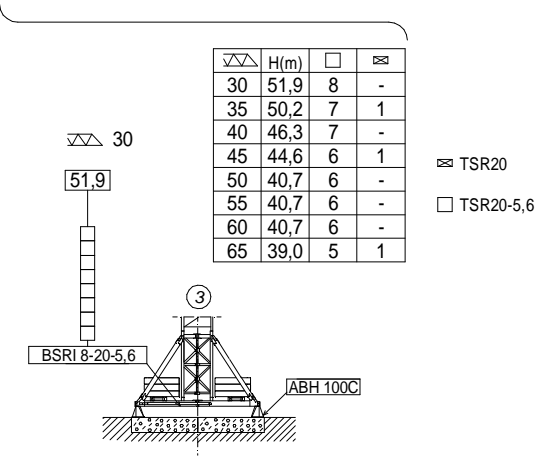 H(m)
30 51,9 8 -
35 50,2 7 1
40 46,3 7 -
45 44,6 6 1
50 40,7 6 -
55 40,7 6 -
60 40,7 6 -
65 39,0 5 1
30
51,9
TSR20
TSR20-5,6
3
BSRI 8-20-5,6
ABH 100C